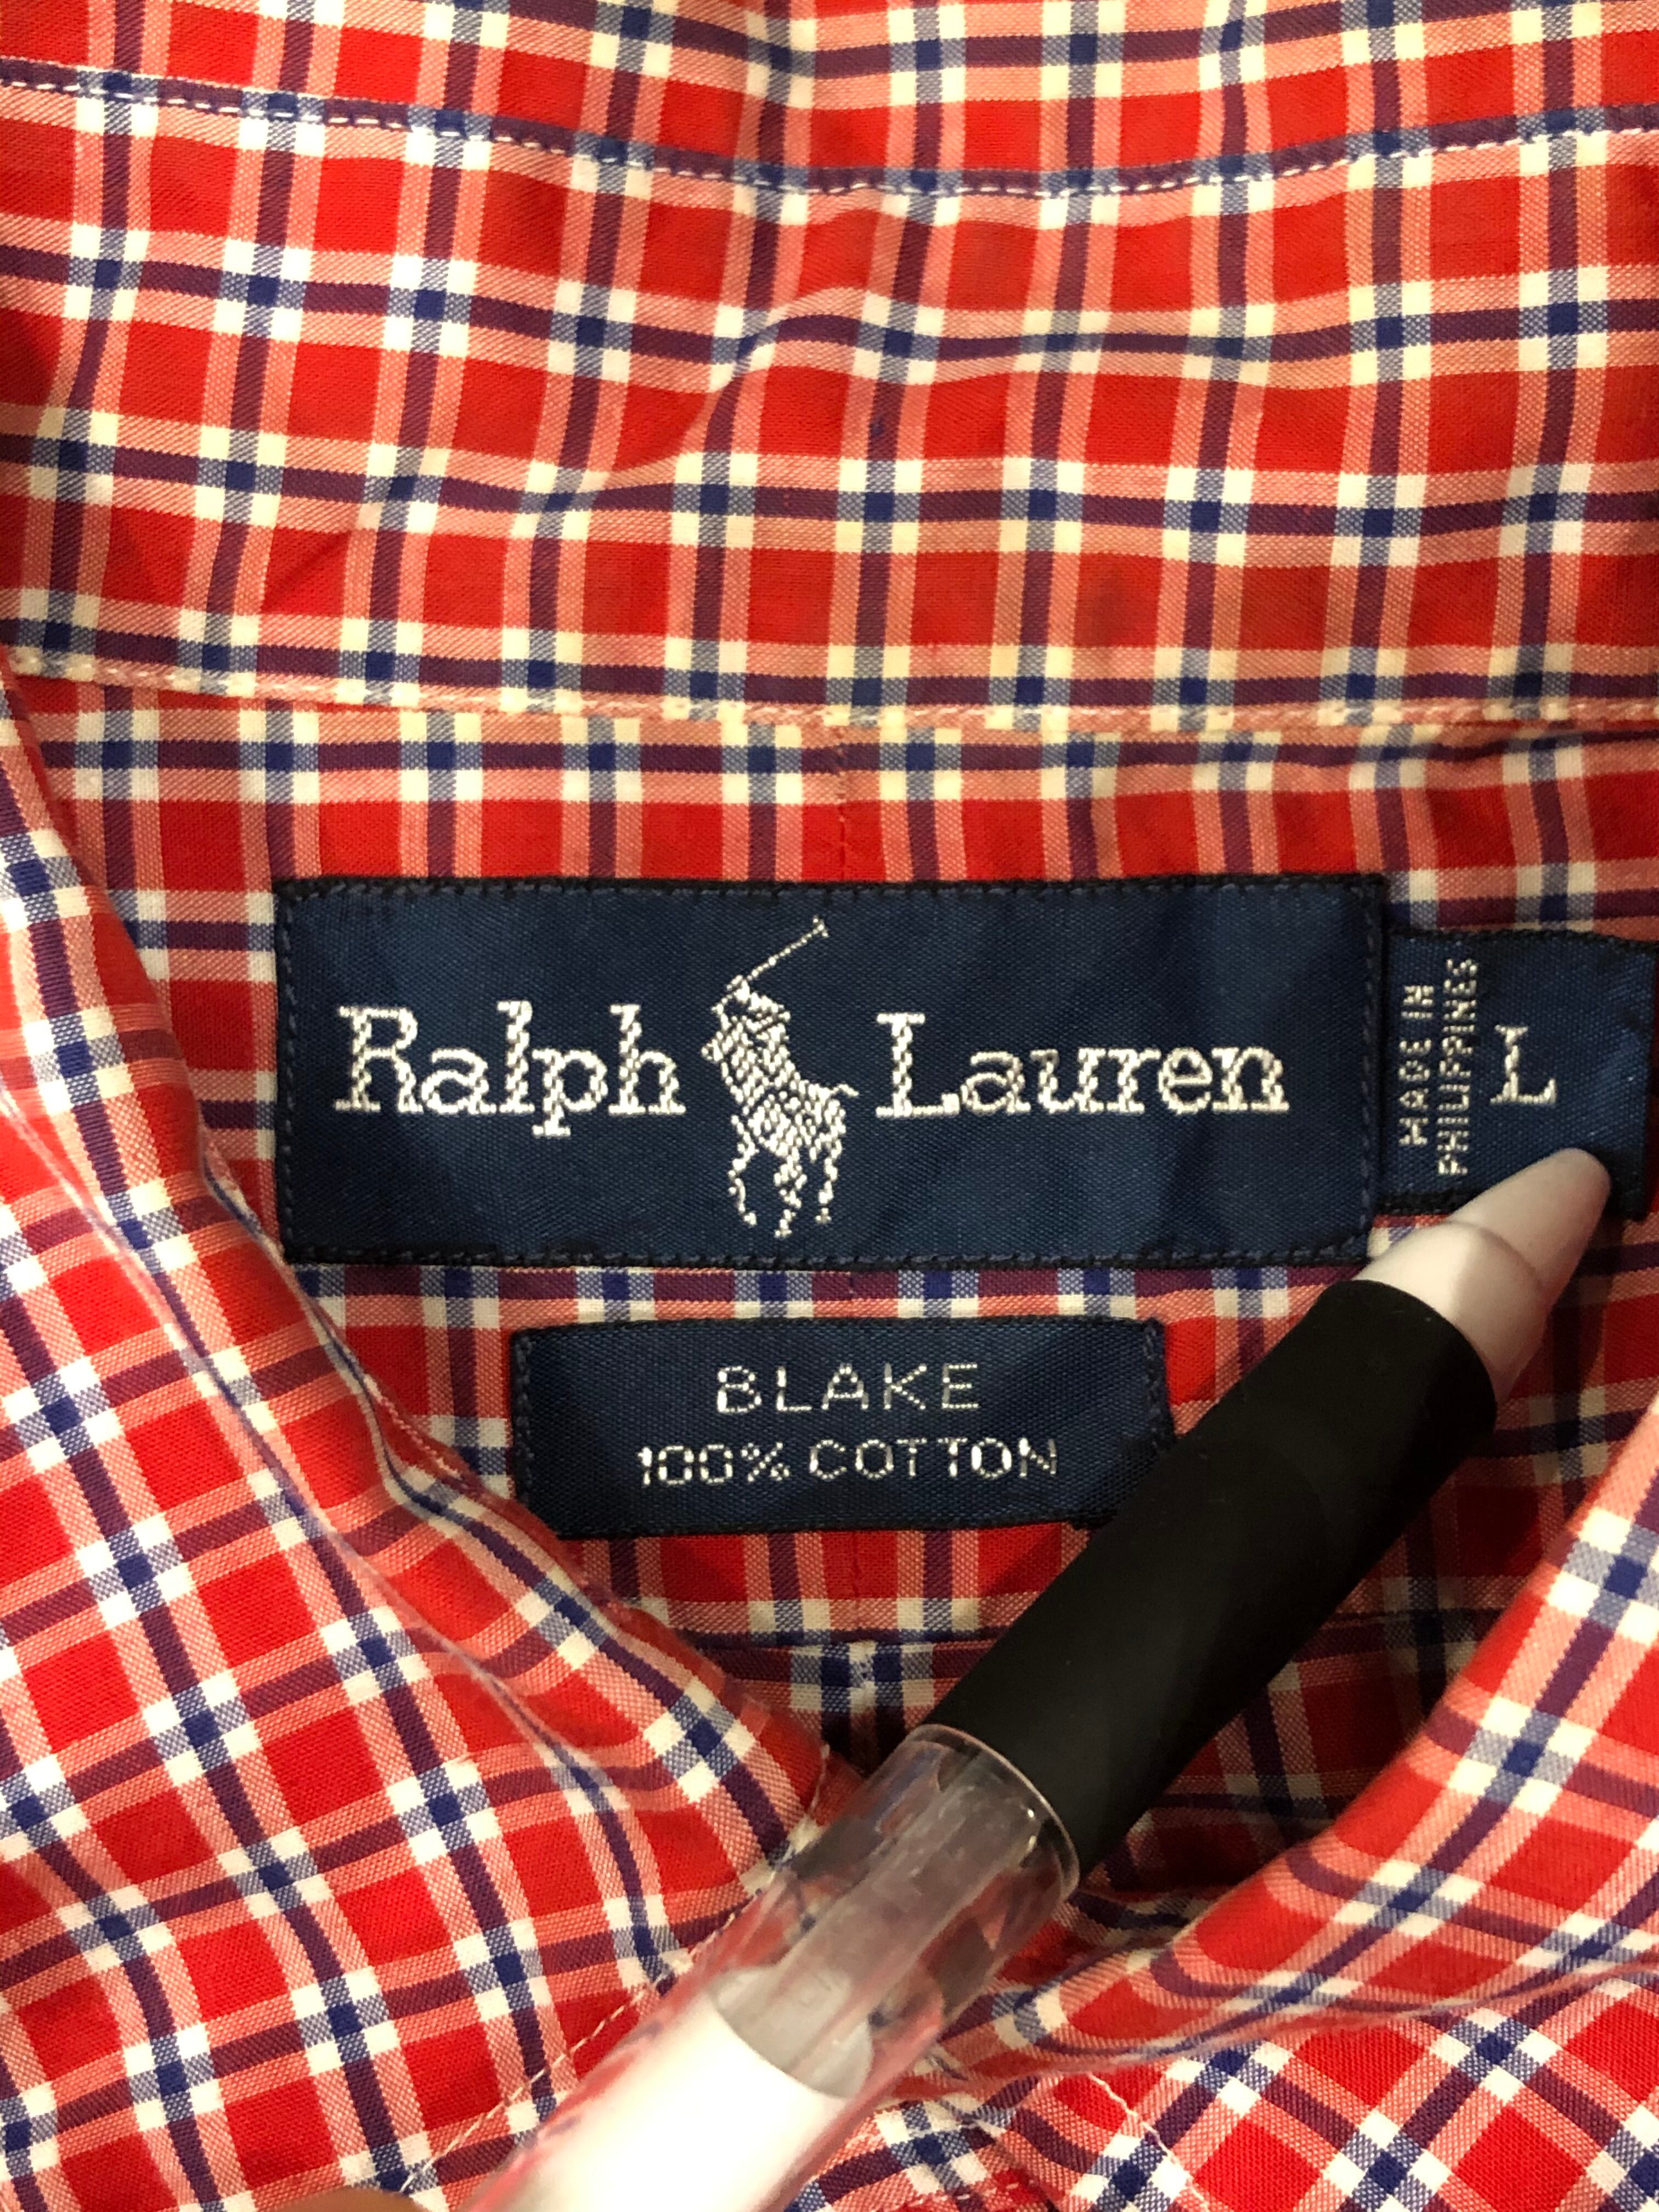 Ralph Lauren
MADE IN
PHILIPPINES
L
BLAKE
100% COTTON